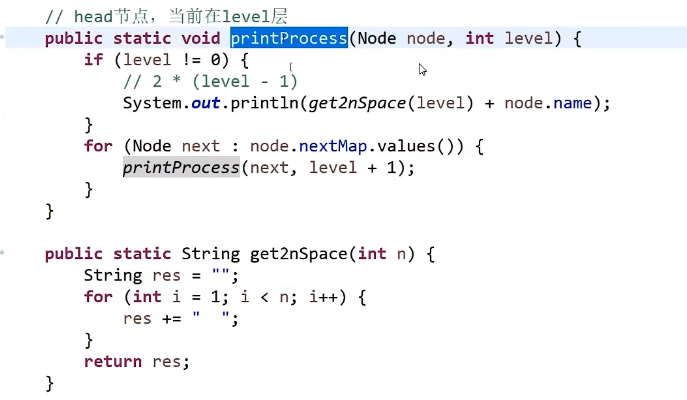 // head节点，当前在level层
public static void printProcess(Node node, int level) {
    if (level != 0) {
        // 2 * (level - 1)
        System.out.println(get2nSpace(level) + node.name);
    }
    for (Node next : node.nextMap.values()) {
        printProcess(next, level + 1);
    }
}

public static String get2nSpace(int n) {
    String res = "";
    for (int i = 1; i < n; i++) {
        res += "  ";
    }
    return res;
}